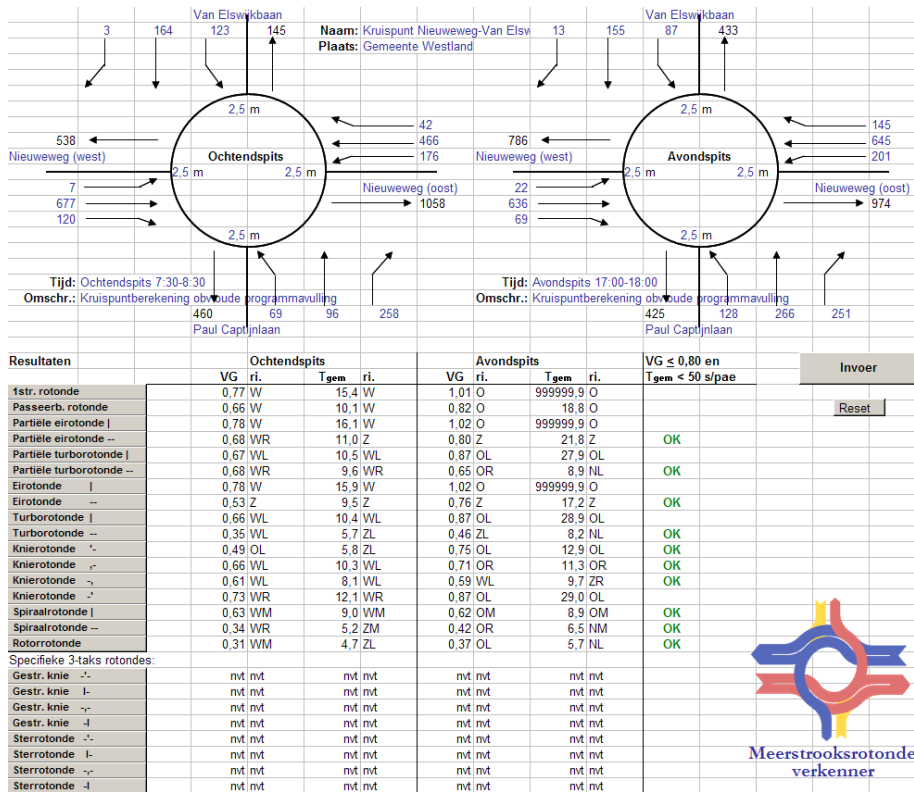 Van Elswijkbaan Van Elswijkbaan
3 164 123 145 Naam: Kruispunt Nieuweweg-Van Elsw 13 155 87 433
Plaats: Gemeente Westland
2,5 m 2,5 m
42 145
538 466 786 645
Nieuweweg (west) Ochtendspits 176 Nieuweweg (west) Avondspits 201
2,5 m 2,5 m 2,5 m 2,5 m
7 Nieuweweg (oost) 22 Nieuweweg (oost)
677 1058 636 974
120 69
2,5 m 2,5 m
Tijd: Ochtendspits 7:30-8:30 Tijd: Avondspits 17:00-18:00
Omschr.: Kruispuntberekening obv oude programmavulling Omschr.: Kruispuntberekening obv oude programmavulling
460 69 96 258 425 128 266 251
Paul Captijnlaan Paul Captijnlaan
Resultaten Ochtendspits Avondspits VG ≤ 0,80 en
VG ri. Tgem ri. VG ri. Tgem ri. Tgem < 50 s/pae
Invoer
1str. rotonde 0,77 W 15,4 W 1,01 O 999999,9 O
Passeerb. rotonde 0,66 W 10,1 W 0,82 O 18,8 O
Reset
Partiële eirotonde | 0,78 W 16,1 W 1,02 O 999999,9 O
Partiële eirotonde -- 0,68 WR 11,0 Z 0,80 Z 21,8 Z OK
Partiële turborotonde | 0,67 WL 10,5 WL 0,87 OL 27,9 OL
Partiële turborotonde -- 0,68 WR 9,6 WR 0,65 OR 8,9 NL OK
Eirotonde | 0,78 W 15,9 W 1,02 O 999999,9 O
Eirotonde -- 0,53 Z 9,5 Z 0,76 Z 17,2 Z OK
Turborotonde | 0,66 WL 10,4 WL 0,87 OL 28,9 OL
Turborotonde -- 0,35 WL 5,7 ZL 0,46 ZL 8,2 NL OK
Knierotonde '- 0,49 OL 5,8 ZL 0,75 OL 12,9 OL OK
Knierotonde ,- 0,66 WL 10,3 WL 0,71 OR 11,3 OR OK
Knierotonde -, 0,61 WL 8,1 WL 0,59 WL 9,7 ZR OK
Knierotonde -' 0,73 WR 12,1 WR 0,87 OL 29,0 OL
Spiraalrotonde | 0,63 WM 9,0 WM 0,62 OM 8,9 OM OK
Spiraalrotonde -- 0,34 WR 5,2 ZM 0,42 OR 6,5 NM OK
Rotorrotonde 0,31 WM 4,7 ZL 0,37 OL 5,7 NL OK
Specifieke 3-taks rotondes:
Gestr. knie -'- nvt nvt nvt nvt nvt nvt nvt nvt
Gestr. knie I- nvt nvt nvt nvt nvt nvt nvt nvt
Gestr. knie -,- nvt nvt nvt nvt nvt nvt nvt nvt
Gestr. knie -I nvt nvt nvt nvt nvt nvt nvt nvt
Sterrotonde -'- nvt nvt nvt nvt nvt nvt nvt nvt
Sterrotonde I- nvt nvt nvt nvt nvt nvt nvt nvt
Sterrotonde -,- nvt nvt nvt nvt nvt nvt nvt nvt
Sterrotonde -I nvt nvt nvt nvt nvt nvt nvt nvt
Meerstrooksrotonde
verkenner